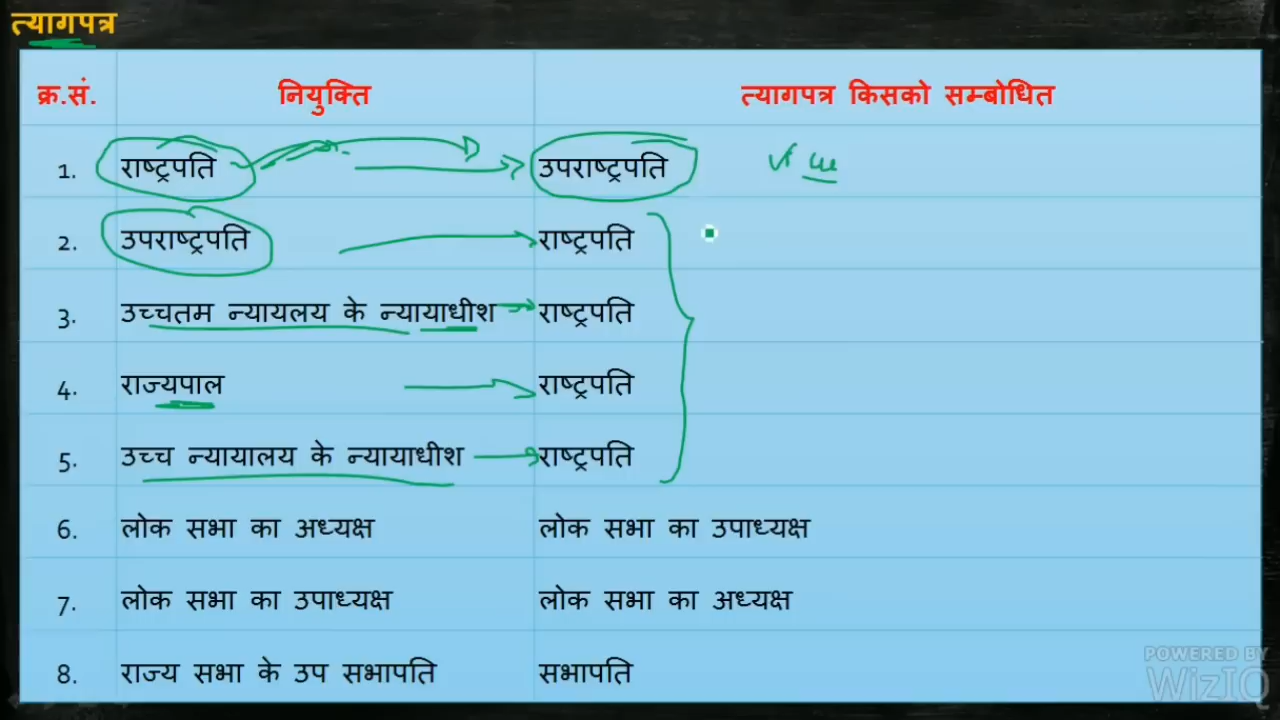 त्यागपत्र
क्र.सं. नियुक्ति त्यागपत्र किसको सम्बोधित
1. राष्ट्रपति उपराष्ट्रपति
2. उपराष्ट्रपति राष्ट्रपति
3. उच्चतम न्यायलय के न्यायाधीश राष्ट्रपति
4. राज्यपाल राष्ट्रपति
5. उच्च न्यायालय के न्यायाधीश राष्ट्रपति
6. लोक सभा का अध्यक्ष लोक सभा का उपाध्यक्ष
7. लोक सभा का उपाध्यक्ष लोक सभा का अध्यक्ष
8. राज्य सभा के उप सभापति सभापति
POWERED BY
WizIQ